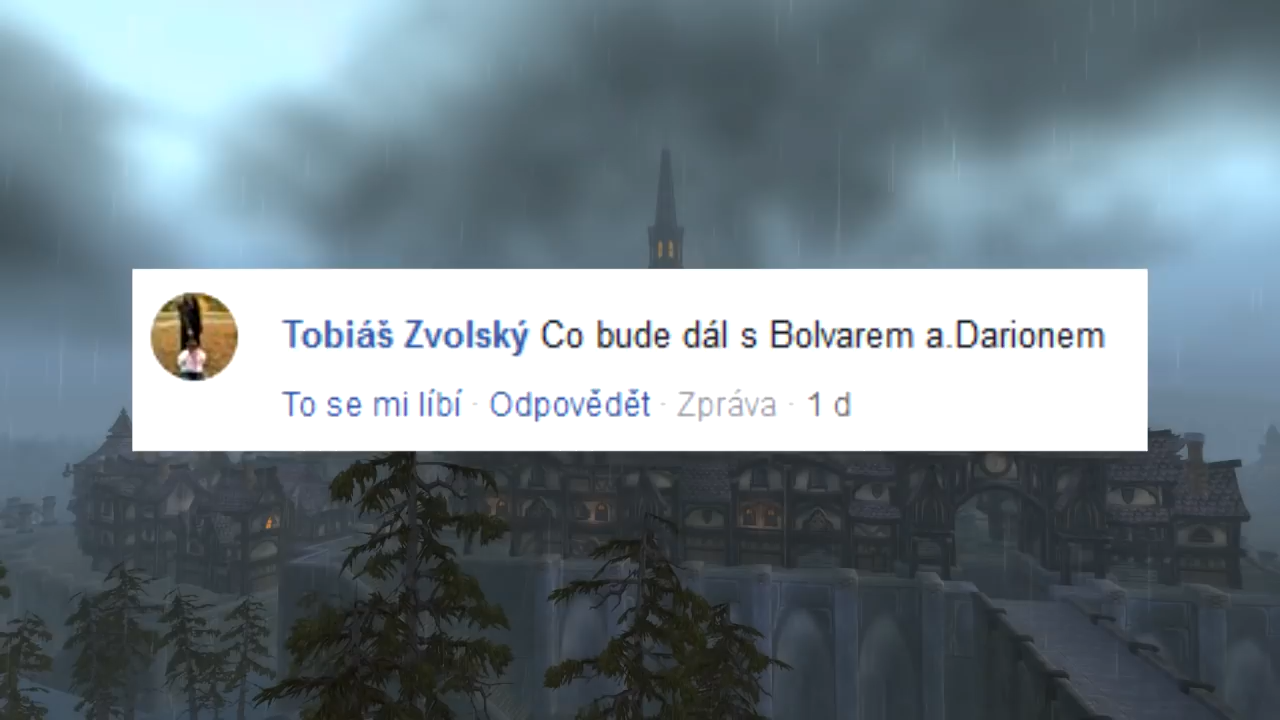 Tobiáš Zvolský Co bude dál s Bolvarem a.Darionem
To se mi líbí · Odpovědět · Zpráva · 1 d